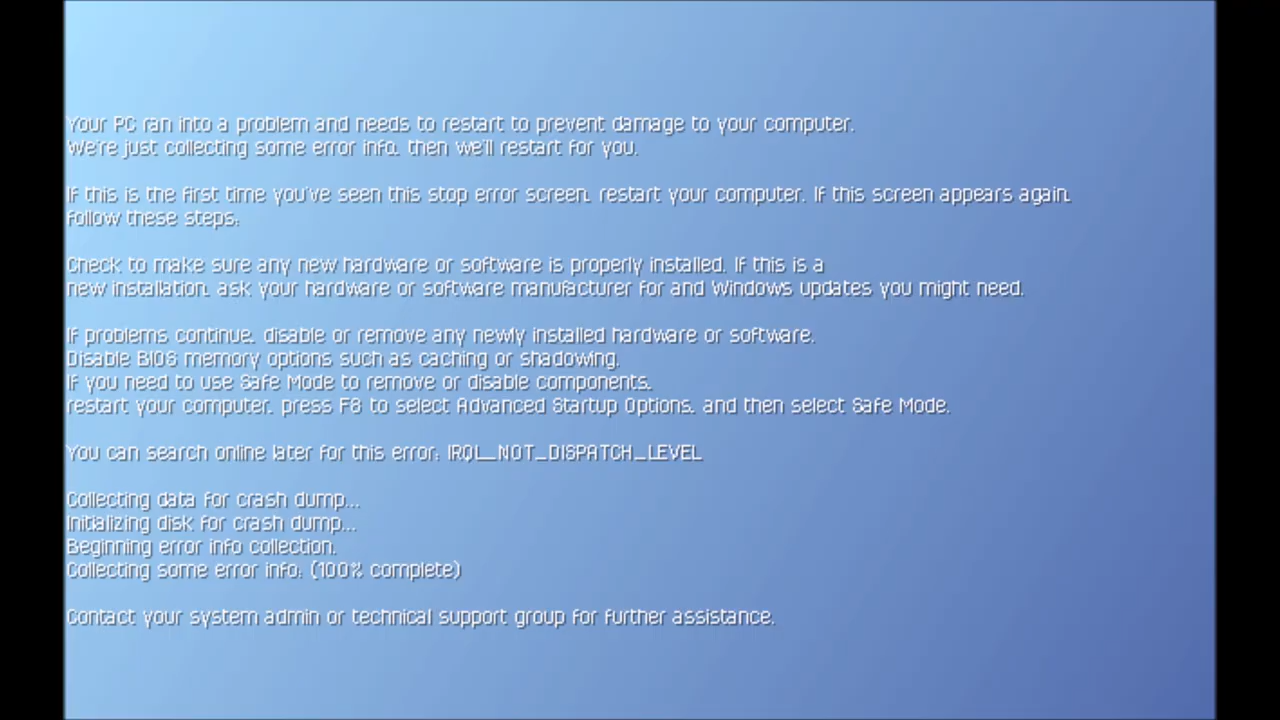 Your PC ran into a problem and needs to restart to prevent damage to your computer.
We're just collecting some error info, then we'll restart for you.
If this is the first time you've seen this stop error screen, restart your computer. If this screen appears again,
follow these steps:
Check to make sure any new hardware or software is properly installed. If this is a
new installation, ask your hardware or software manufacturer for and Windows updates you might need.
If problems continue, disable or remove any newly installed hardware or software.
Disable BIOS memory options such as caching or shadowing.
If you need to use Safe Mode to remove or disable components,
restart your computer, press F8 to select Advanced Startup Options, and then select Safe Mode.
You can search online later for this error: IRQL_NOT_DISPATCH_LEVEL
Collecting data for crash dump...
Initializing disk for crash dump...
Beginning error info collection.
Collecting some error info: (100% complete)
Contact your system admin or technical support group for further assistance.